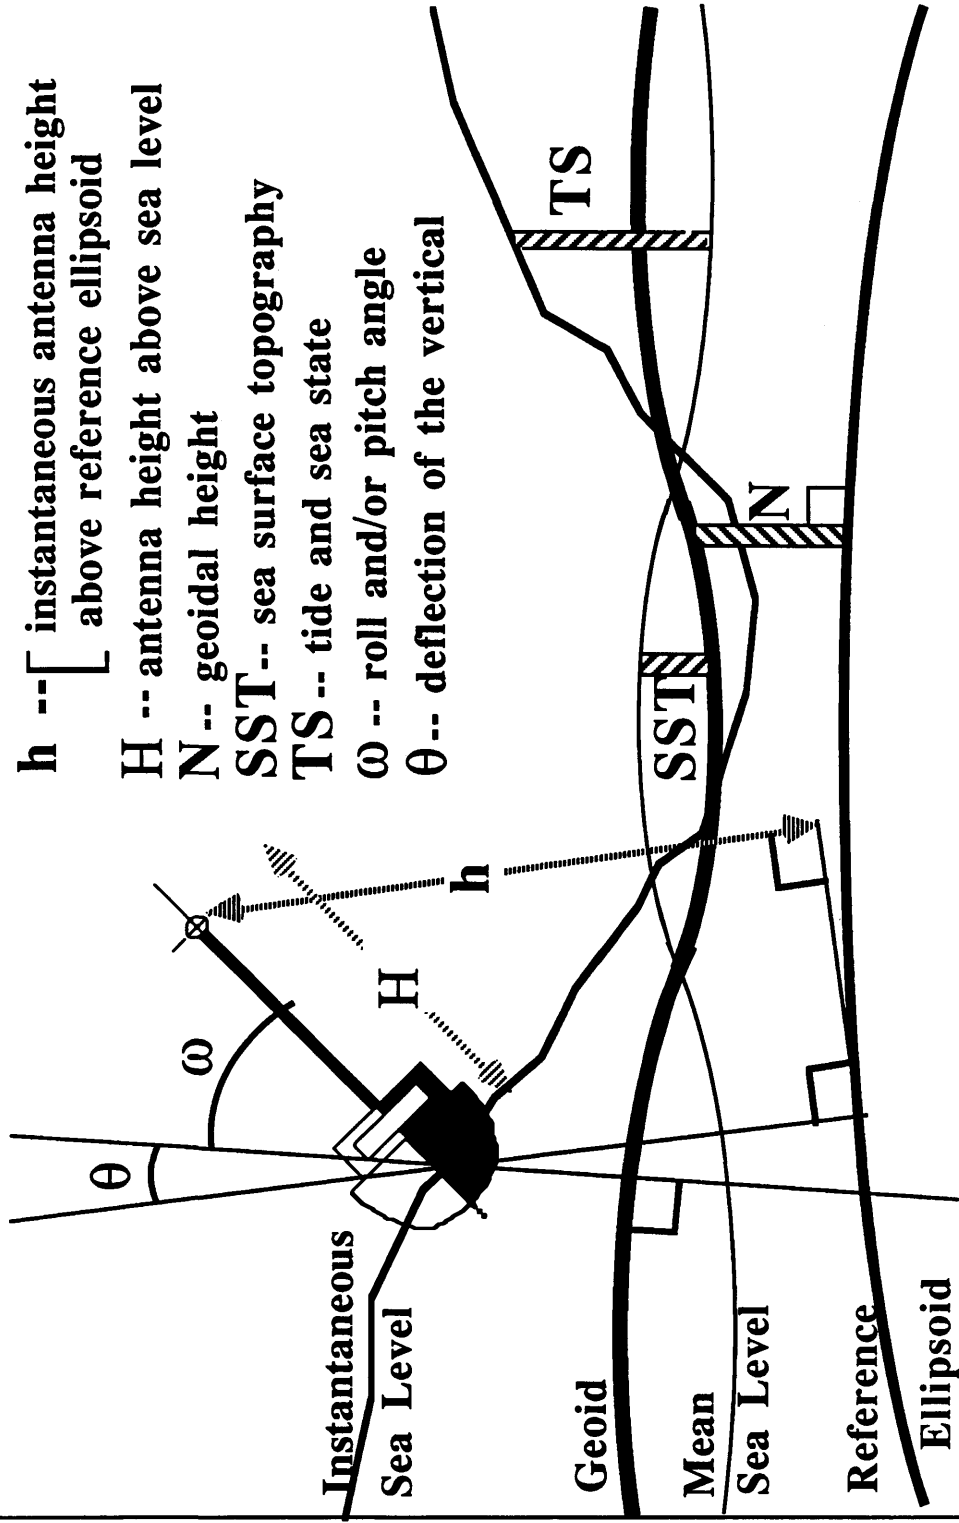 h -- [ instantaneous antenna height
above reference ellipsoid
H -- antenna height above sea level
N -- geoidal height
SST -- sea surface topography
TS -- tide and sea state
ω -- roll and/or pitch angle
θ -- deflection of the vertical
θ
ω
H
h
Instantaneous
Sea Level
Geoid
Mean
Sea Level
Reference
Ellipsoid
SST
N
TS